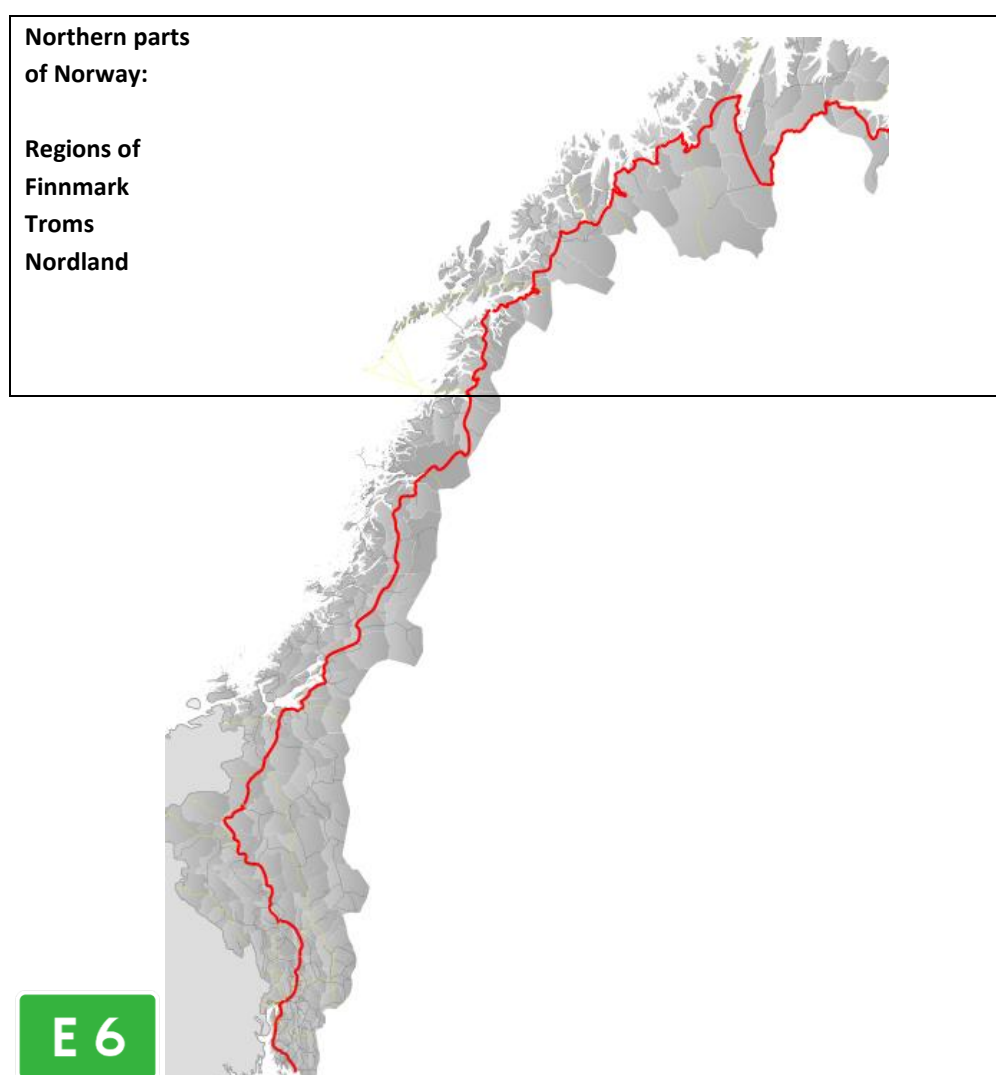 Northern parts
of Norway:
Regions of
Finnmark
Troms
Nordland
E 6